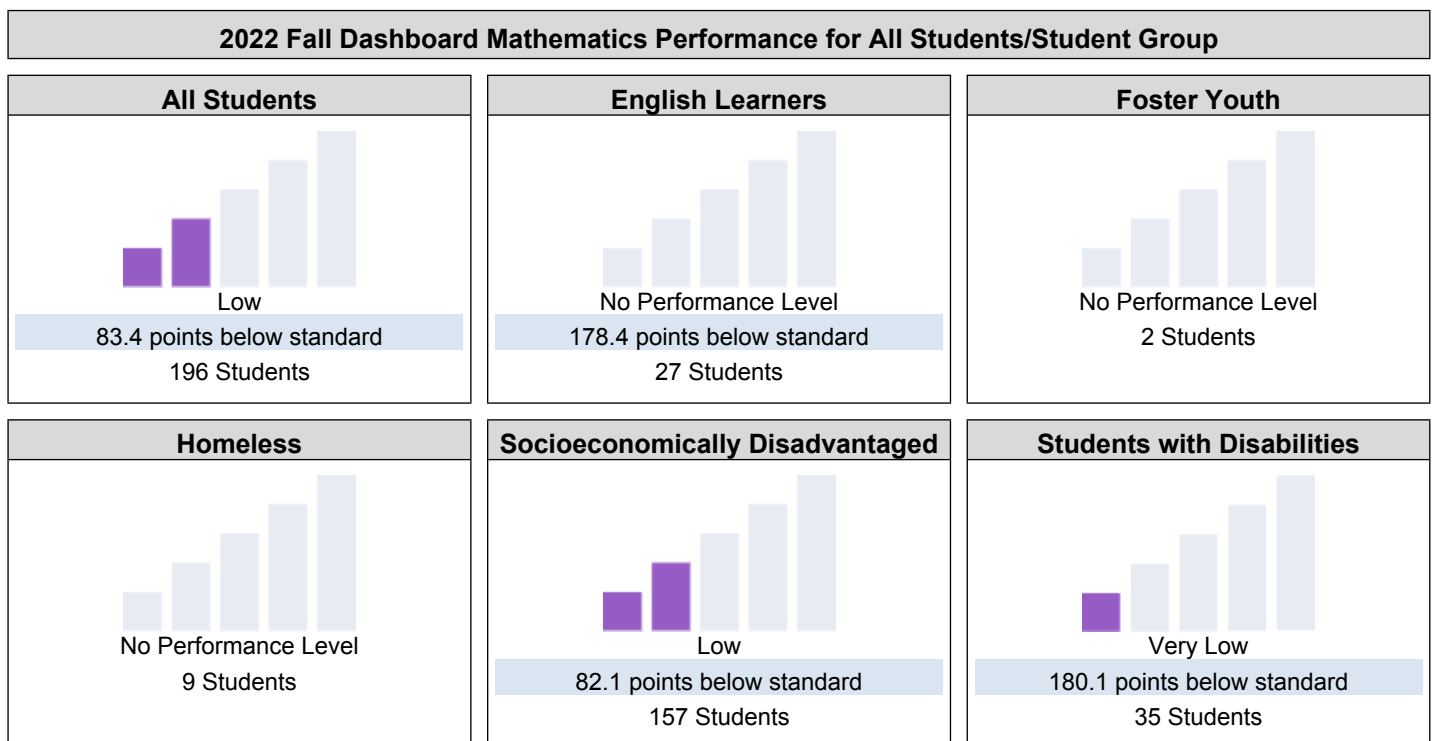 2022 Fall Dashboard Mathematics Performance for All Students/Student Group
All Students
Low
83.4 points below standard
196 Students
English Learners
No Performance Level
178.4 points below standard
27 Students
Foster Youth
No Performance Level
2 Students
Homeless
No Performance Level
9 Students
Socioeconomically Disadvantaged
Low
82.1 points below standard
157 Students
Students with Disabilities
Very Low
180.1 points below standard
35 Students